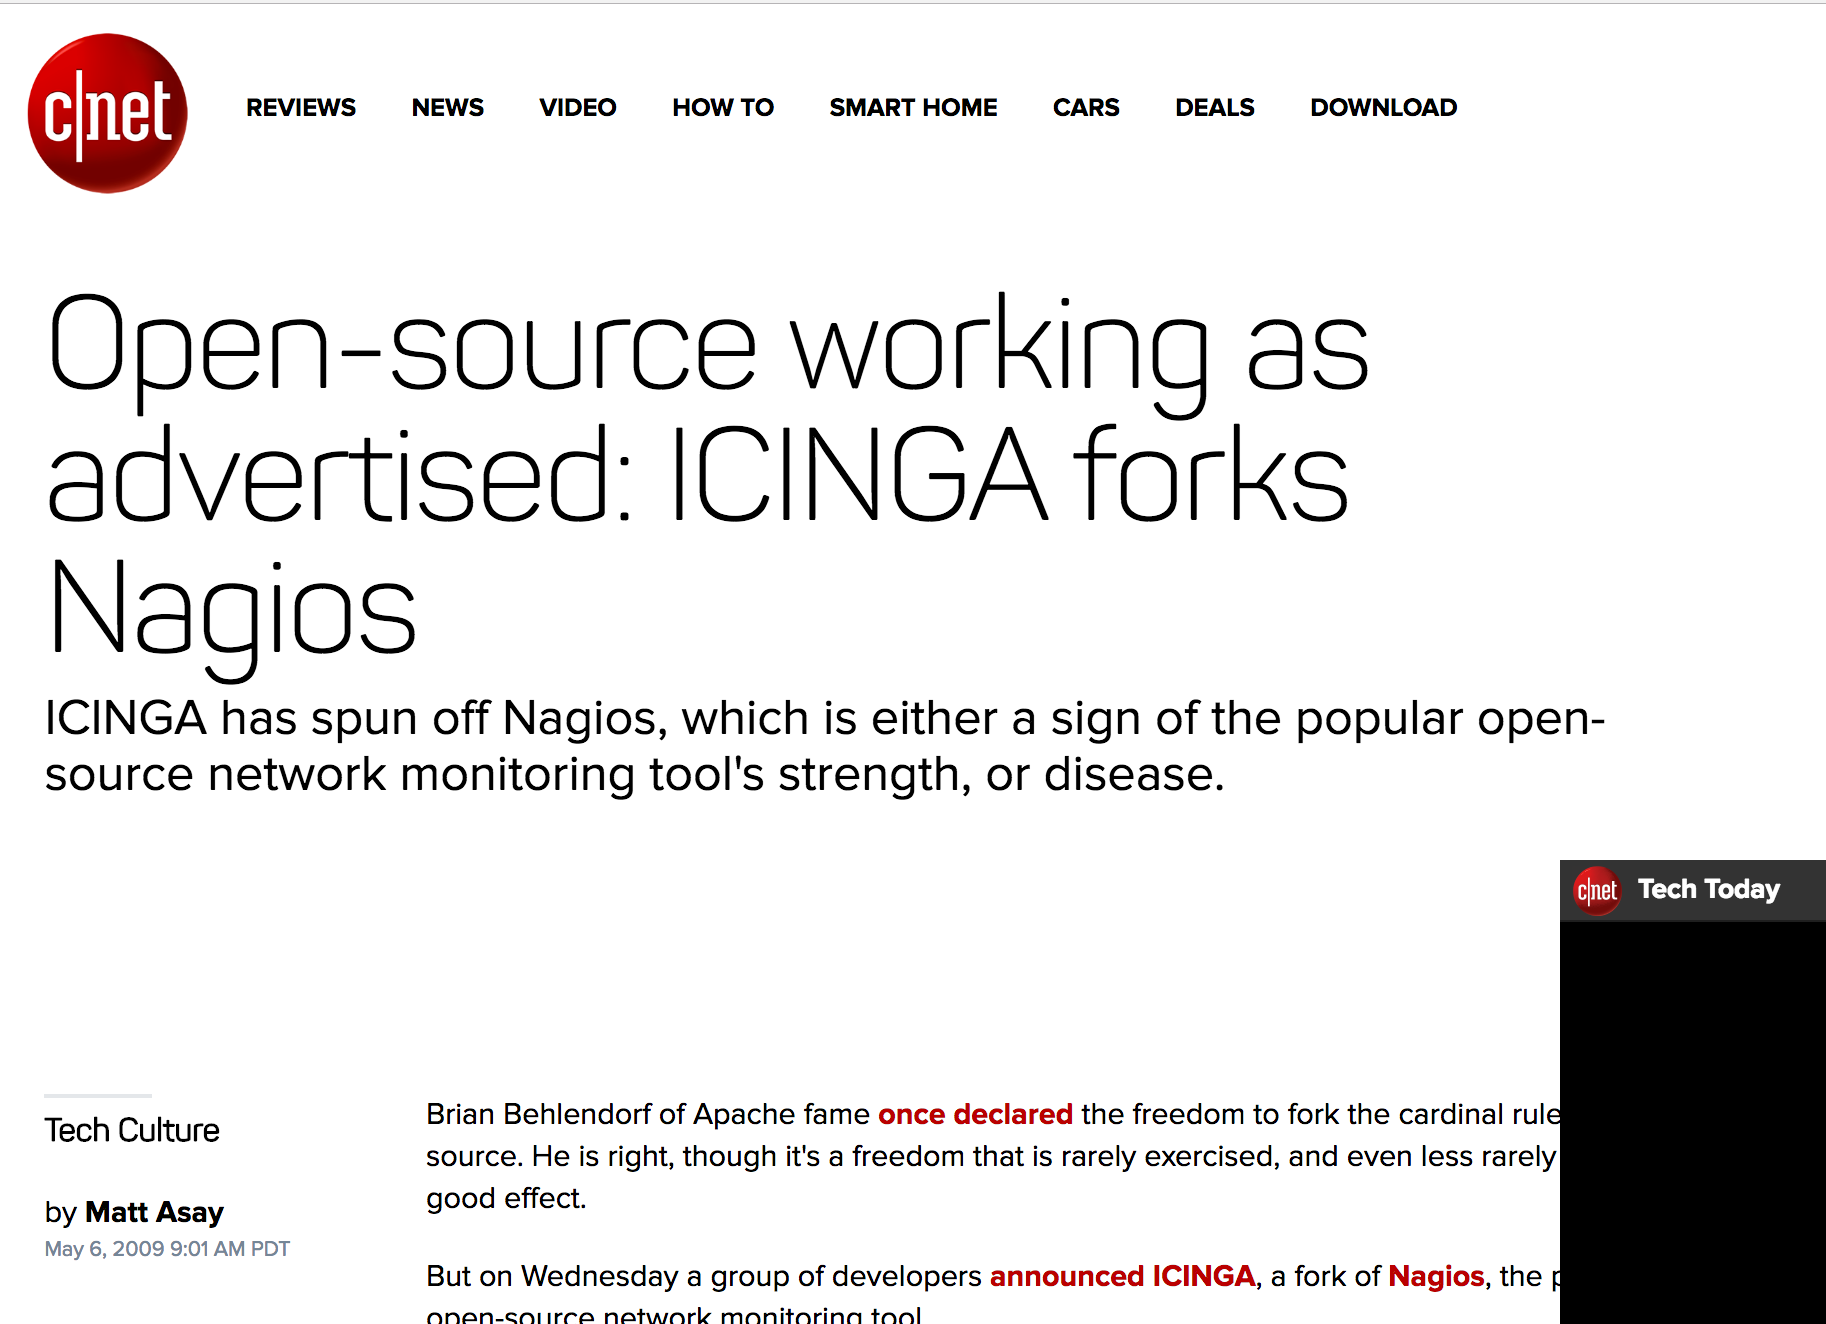 c|net
REVIEWS NEWS VIDEO HOW TO SMART HOME CARS DEALS DOWNLOAD
Open-source working as
advertised: ICINGA forks
Nagios
ICINGA has spun off Nagios, which is either a sign of the popular open-
source network monitoring tool's strength, or disease.
c|net Tech Today
Tech Culture
by Matt Asay
May 6, 2009 9:01 AM PDT
Brian Behlendorf of Apache fame once declared the freedom to fork the cardinal rule
source. He is right, though it's a freedom that is rarely exercised, and even less rarely
good effect.
But on Wednesday a group of developers announced ICINGA, a fork of Nagios, the
open-source network monitoring tool